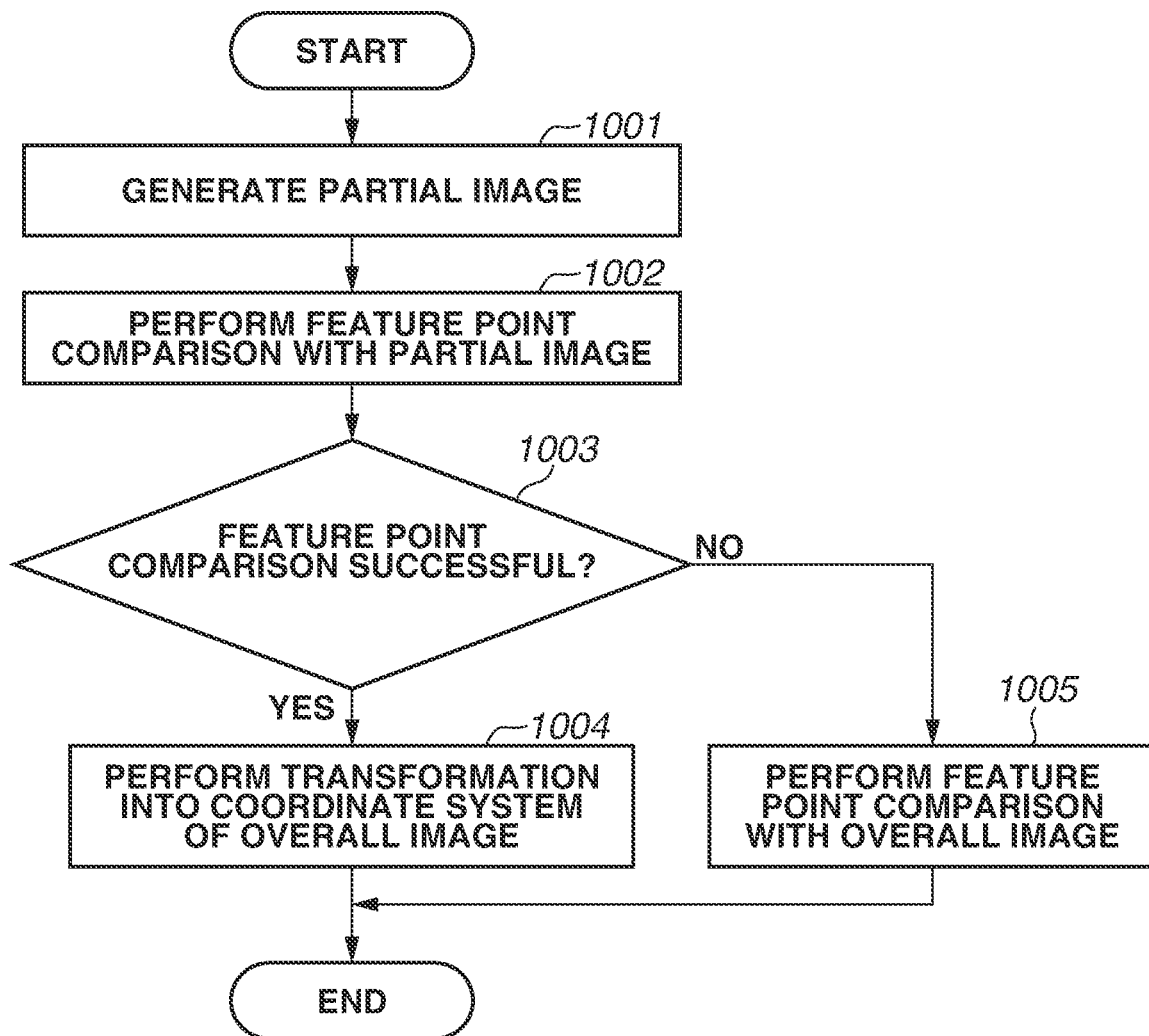 START
1001
GENERATE PARTIAL IMAGE
1002
PERFORM FEATURE POINT
COMPARISON WITH PARTIAL IMAGE
1003
FEATURE POINT
COMPARISON SUCCESSFUL?
NO
YES
1004
PERFORM TRANSFORMATION
INTO COORDINATE SYSTEM
OF OVERALL IMAGE
1005
PERFORM FEATURE
POINT COMPARISON
WITH OVERALL IMAGE
END